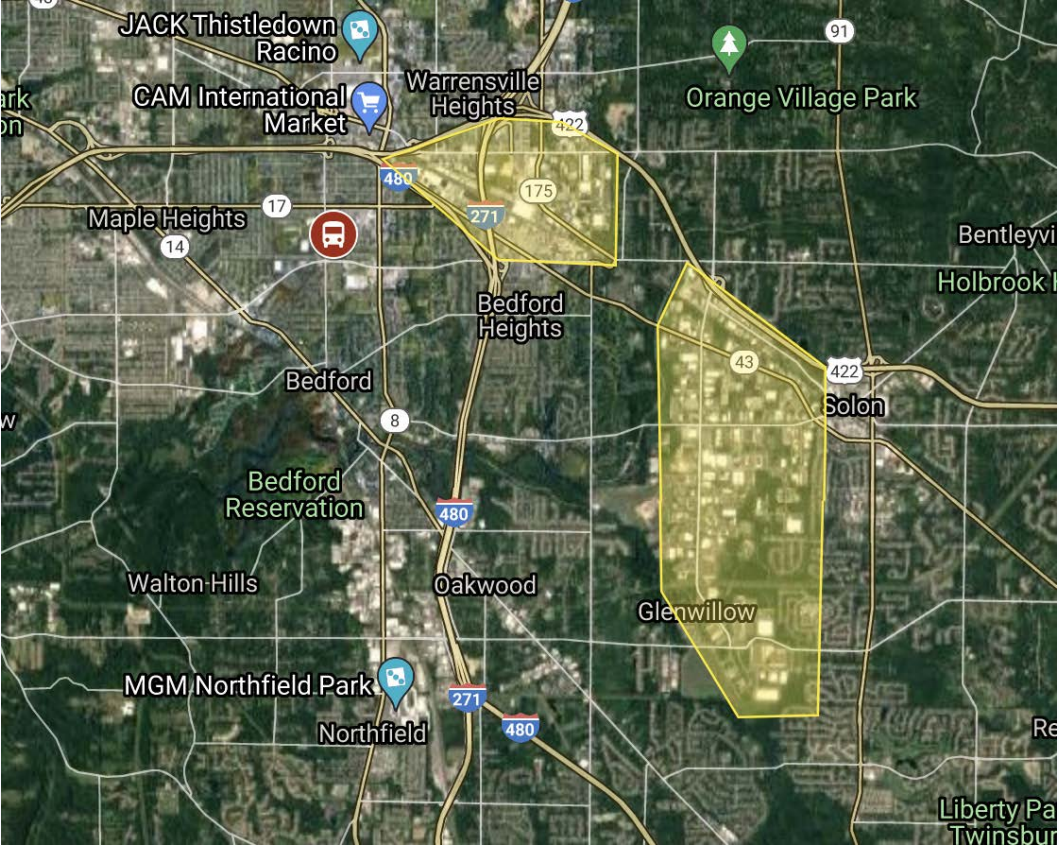 JACK Thistledown
Racino
91
Warrensville
Heights
CAM International
Market
Orange Village Park
ark
on
422
480
175
17
271
Maple Heights
14
Bentleyvi
Holbrook
Bedford
Heights
43
422
Bedford
Solon
8
w
Bedford
Reservation
480
Walton Hills
Oakwood
Glenwillow
MGM Northfield Park
271
480
Northfield
Re
Liberty Pa
Twinsbur